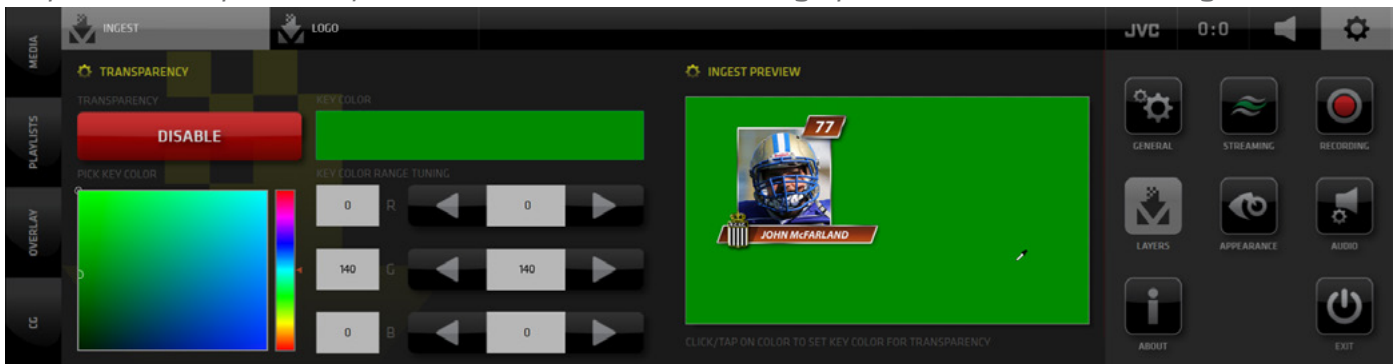 MEDIA
PLAYLISTS
OVERLAY
CG
INGEST
LOGO
JVC
0:0
TRANSPARENCY
TRANSPARENCY
DISABLE
PICK KEY COLOR
KEY COLOR
KEY COLOR RANGE TUNING
0 R 0
140 G 140
0 B 0
INGEST PREVIEW
77
JOHN McFARLAND
CLICK/TAP ON COLOR TO SET KEY COLOR FOR TRANSPARENCY
GENERAL STREAMING RECORDING
LAYERS APPEARANCE AUDIO
ABOUT EXIT